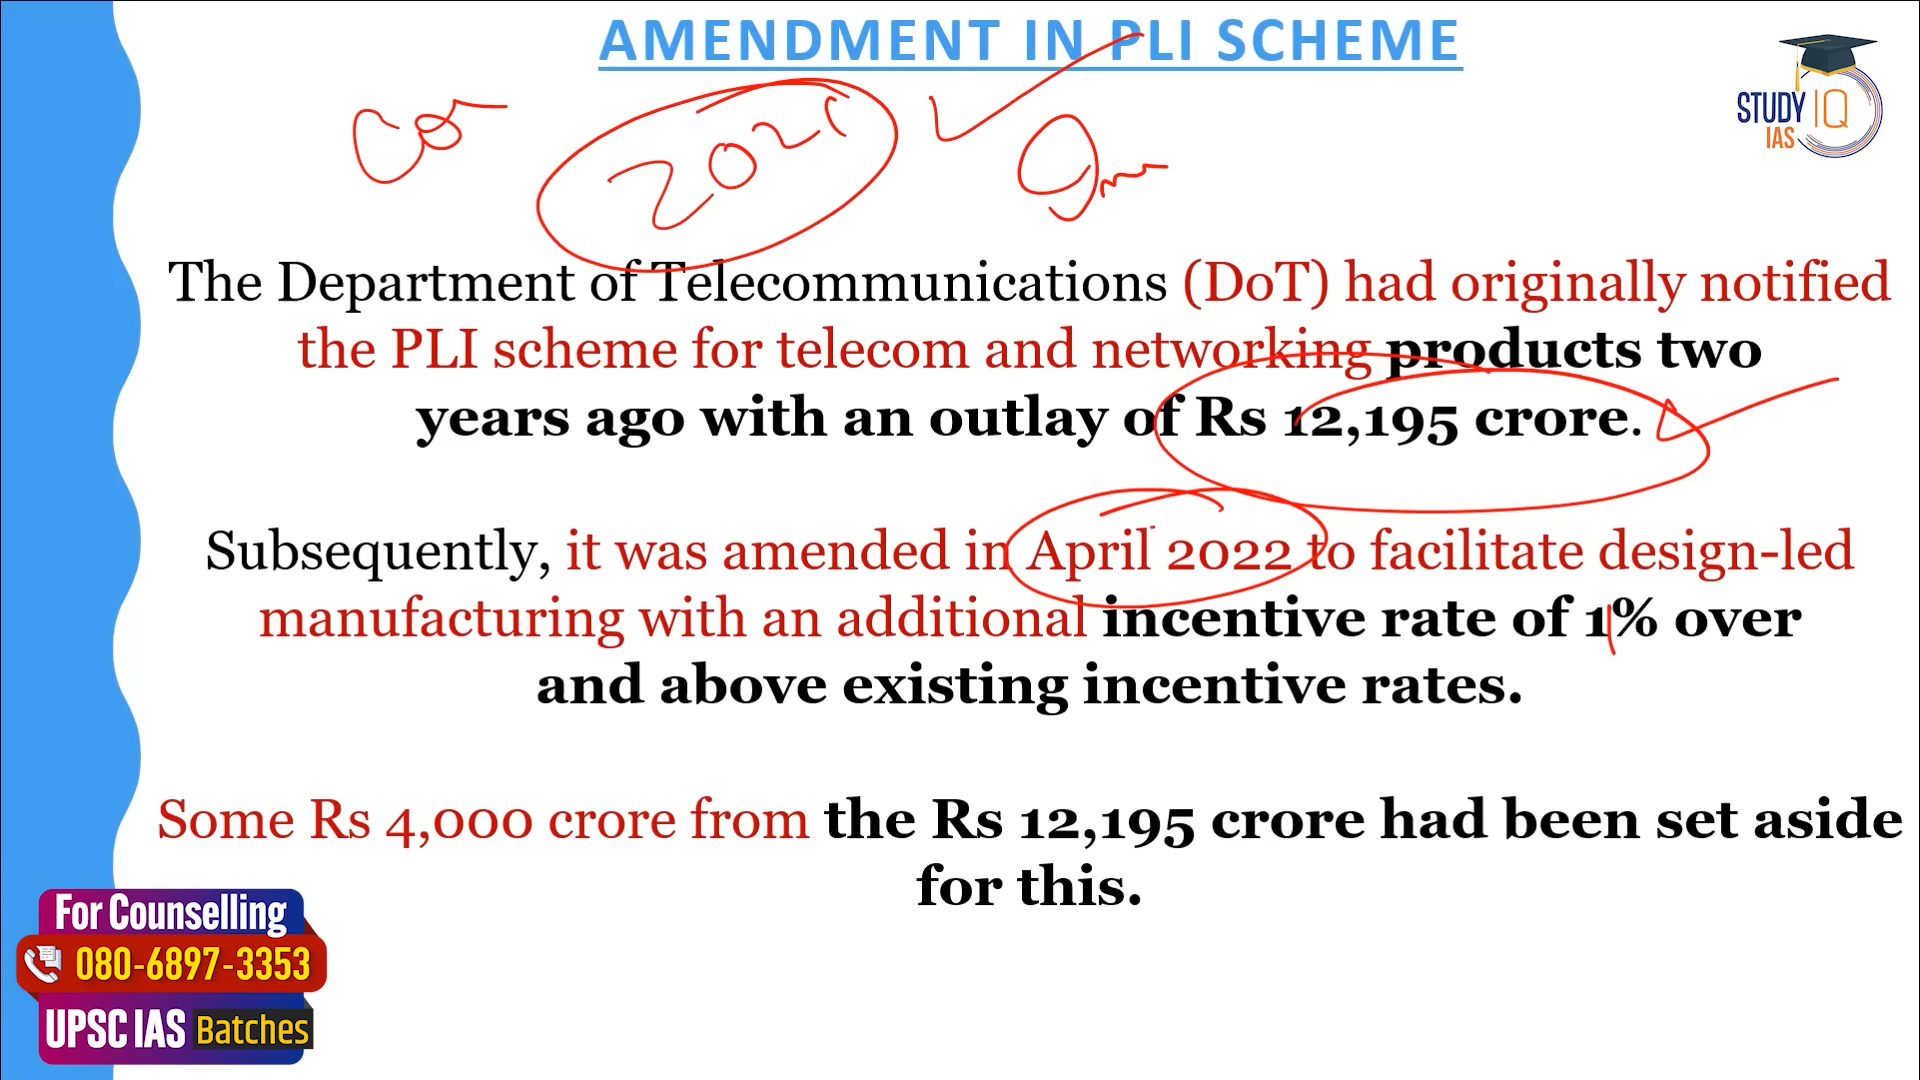 AMENDMENT IN PLI SCHEME
STUDY IQ
IAS
2021
The Department of Telecommunications (DoT) had originally notified
the PLI scheme for telecom and networking products two
years ago with an outlay of Rs 12,195 crore.
Subsequently, it was amended in April 2022 to facilitate design-led
manufacturing with an additional incentive rate of 1% over
and above existing incentive rates.
Some Rs 4,000 crore from the Rs 12,195 crore had been set aside
for this.
For Counselling
080-6897-3353
UPSC IAS Batches